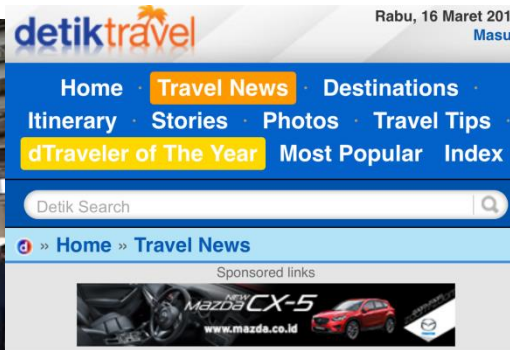 detiktravel
Rabu, 16 Maret 201
Masu
Home · Travel News · Destinations ·
Itinerary · Stories · Photos · Travel Tips ·
dTraveler of The Year Most Popular Index
Detik Search
d » Home » Travel News
Sponsored links
NEW
MAZDA CX-5
www.mazda.co.id